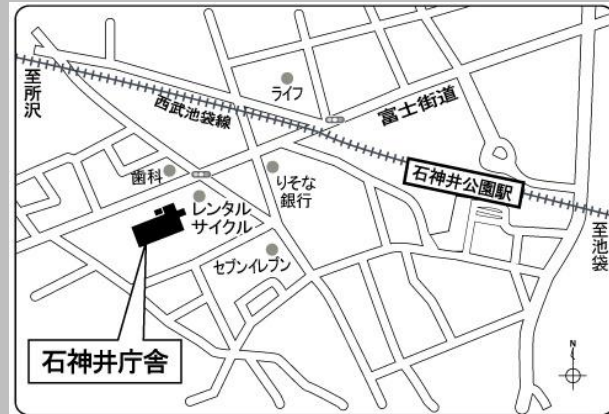 至所沢
西武池袋線
ライフ
富士街道
石神井公園駅
至池袋
歯科
レンタル
サイクル
りそな
銀行
セブンイレブン
石神井庁舎
N